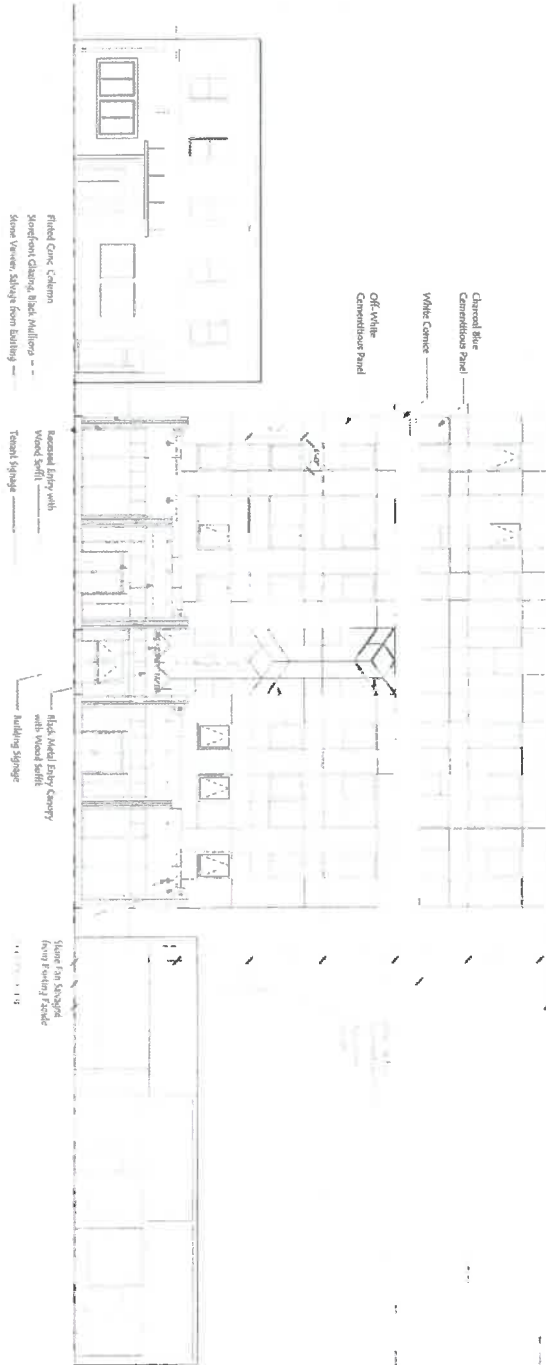 Charcoal Blue
Cementitious Panel
White Cornice
Off-White
Cementitious Panel
Fluted Conc. Column
Storefront Glazing, Black Mullions
Stone Veneer, Salvage from Existing
Recessed Entry with
Wood Soffit
Tenant Signage
Black Metal Entry Canopy
with Wood Soffit
Building Signage
Stone Fan Salvaged
from Existing Facade